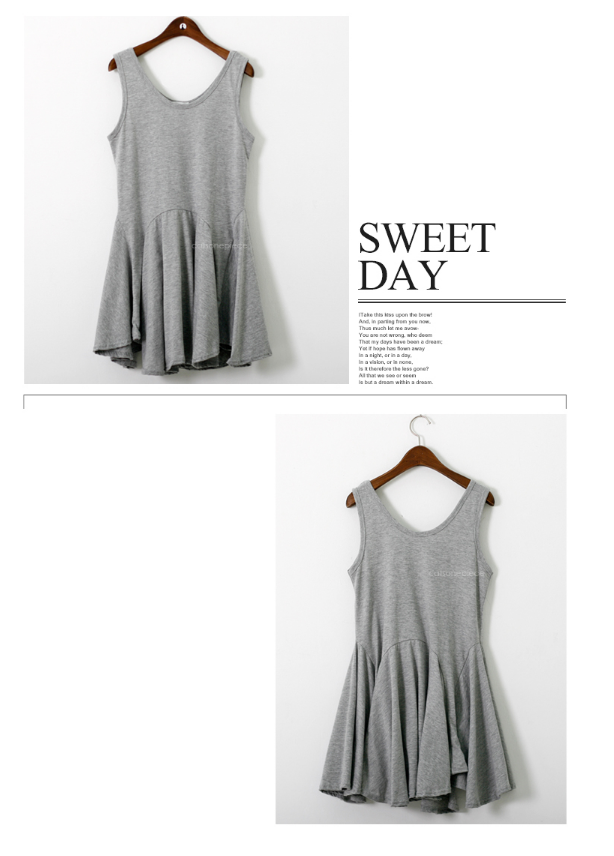 SWEET
DAY
!Take this kiss upon the brow!
And, in parting from you now,
Thus much let me avow-
You are not wrong, who deem
That my days have been a dream;
Yet if hope has flown away
In a night, or in a day,
In a vision, or in none,
Is it therefore the less gone?
All that we see or seem
Is but a dream within a dream.